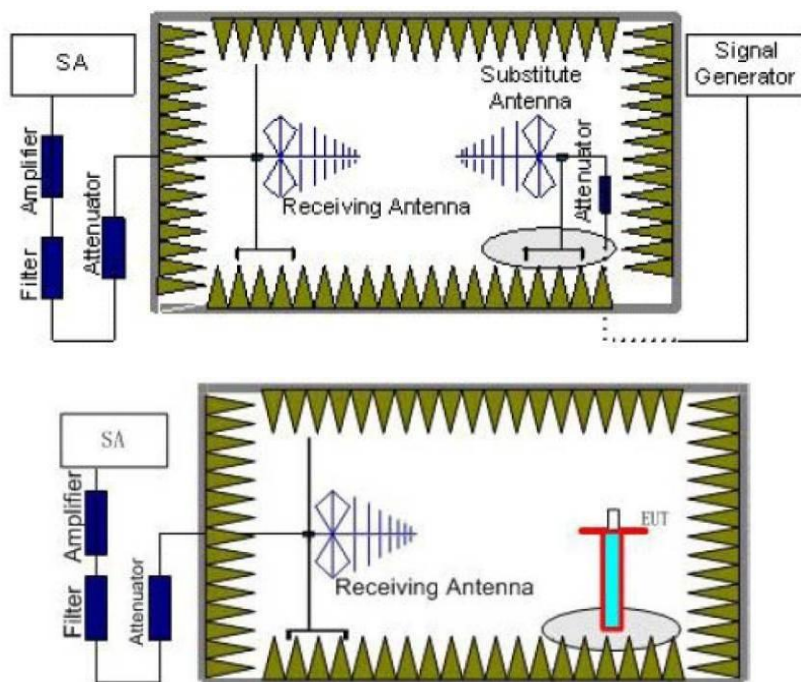 SA
Signal
Generator
Substitute
Antenna
Amplifier
Attenuator
Attenuator
Receiving Antenna
Filter
SA
Amplifier
EUT
Attenuator
Filter
Receiving Antenna